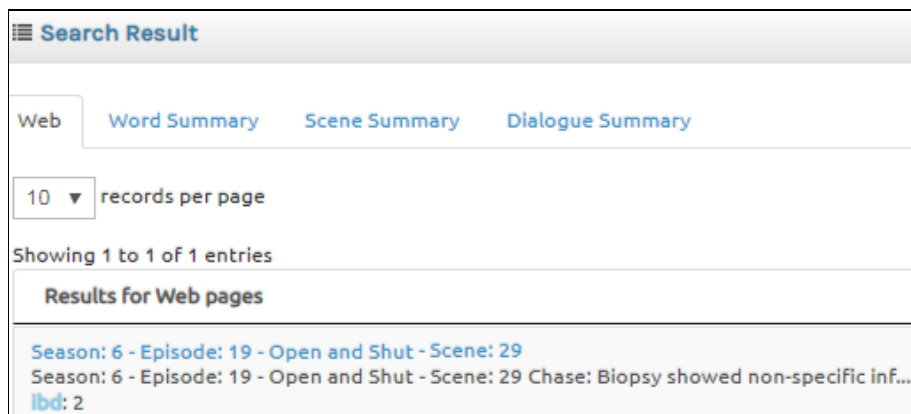 Search Result
Web Word Summary Scene Summary Dialogue Summary
10 ▼ records per page
Showing 1 to 1 of 1 entries
Results for Web pages
Season: 6 - Episode: 19 - Open and Shut - Scene: 29
Season: 6 - Episode: 19 - Open and Shut - Scene: 29 Chase: Biopsy showed non-specific inf...
ibd: 2